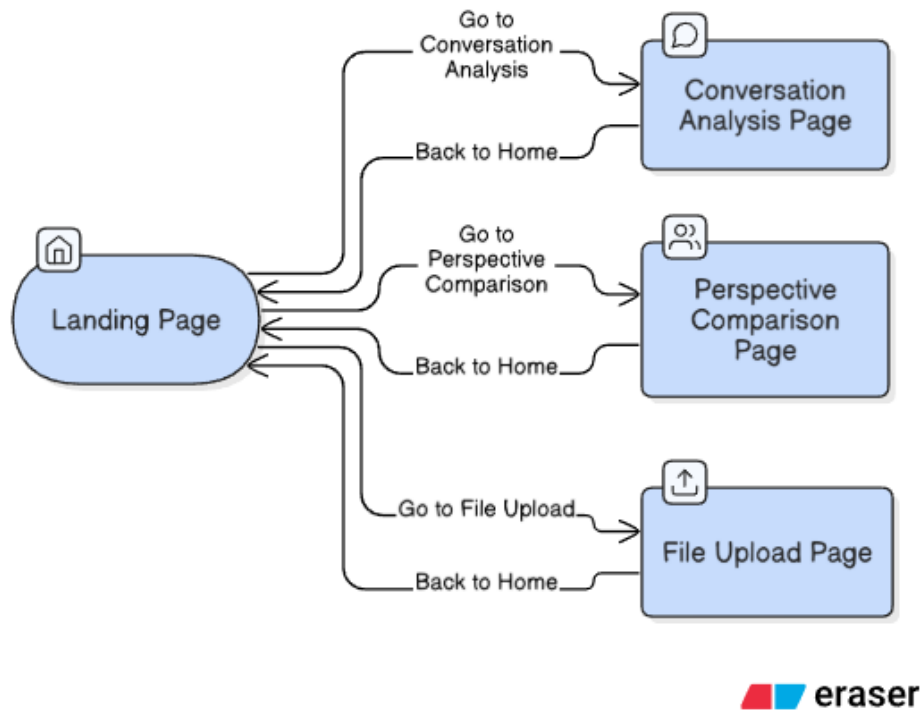 Go to
Conversation
Analysis
Conversation
Analysis Page
Back to Home
Landing Page
Go to
Perspective
Comparison
Perspective
Comparison
Page
Back to Home
Go to File Upload
File Upload Page
Back to Home
eraser